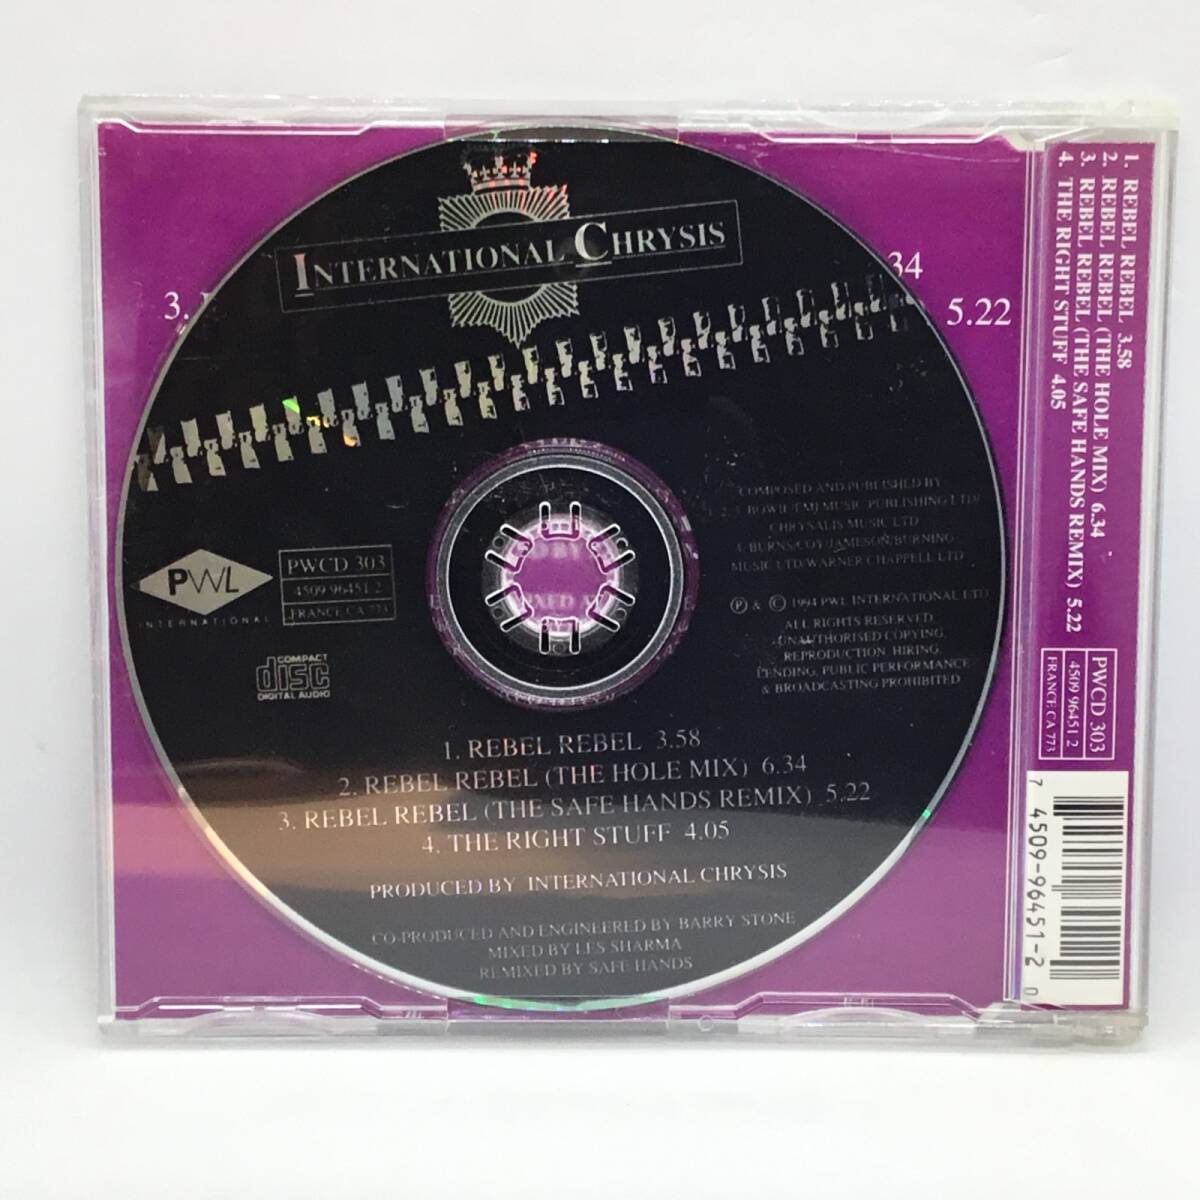 INTERNATIONAL CHRYSIS
34
3.
5.22
COMPOSED AND PUBLISHED BY
1, 2, 3. BOWIE/EMI MUSIC PUBLISHING LTD/
CHRYSALIS MUSIC LTD
4. BURNS/COY/JAMESON/BURNING
MUSIC LTD/WARNER CHAPPELL LTD
℗ & © 1994 PWL INTERNATIONAL LTD
ALL RIGHTS RESERVED.
UNAUTHORISED COPYING,
REPRODUCTION, HIRING,
LENDING, PUBLIC PERFORMANCE
& BROADCASTING PROHIBITED
PWL
INTERNATIONAL
PWCD 303
4509 96451 2
FRANCE CA 773
COMPACT
disc
DIGITAL AUDIO
1. REBEL REBEL 3.58
2. REBEL REBEL (THE HOLE MIX) 6.34
3. REBEL REBEL (THE SAFE HANDS REMIX) 5.22
4. THE RIGHT STUFF 4.05
PRODUCED BY INTERNATIONAL CHRYSIS
CO-PRODUCED AND ENGINEERED BY BARRY STONE
MIXED BY LES SHARMA
REMIXED BY SAFE HANDS
1. REBEL REBEL 3.58
2. REBEL REBEL (THE HOLE MIX) 6.34
3. REBEL REBEL (THE SAFE HANDS REMIX) 5.22
4. THE RIGHT STUFF 4.05
PWCD 303
4509 96451 2
FRANCE CA 773
7 4509-96451-2 0